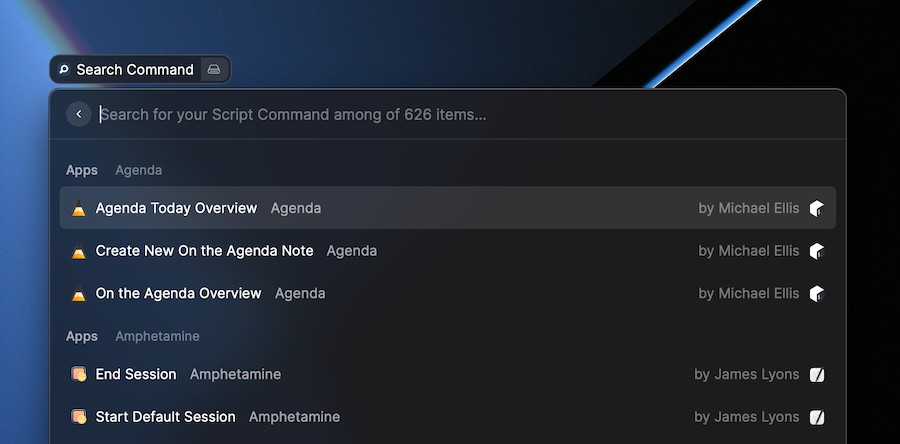 Search Command
Search for your Script Command among of 626 items...
Apps Agenda
Agenda Today Overview Agenda by Michael Ellis
Create New On the Agenda Note Agenda by Michael Ellis
On the Agenda Overview Agenda by Michael Ellis
Apps Amphetamine
End Session Amphetamine by James Lyons
Start Default Session Amphetamine by James Lyons